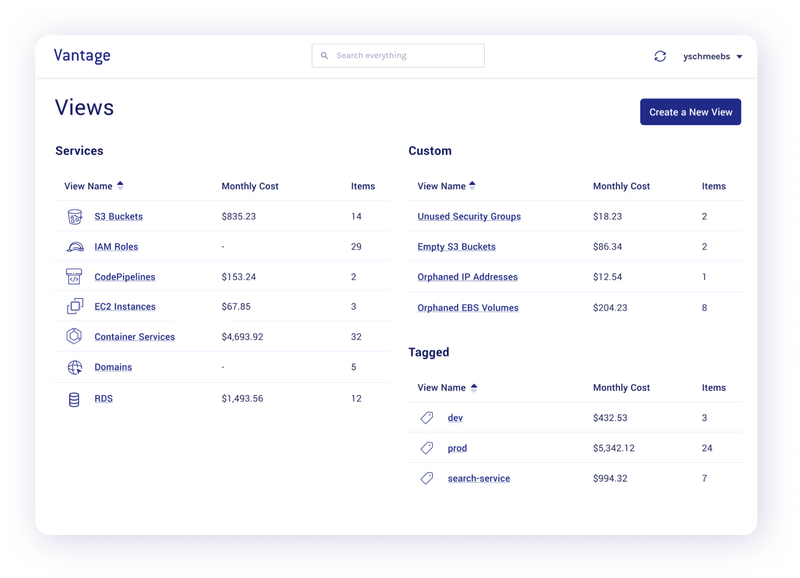 Vantage
Search everything
yschmeebs
Views
Create a New View
Services
View Name Monthly Cost Items
S3 Buckets $835.23 14
IAM Roles - 29
CodePipelines $153.24 2
EC2 Instances $67.85 3
Container Services $4,693.92 32
Domains - 5
RDS $1,493.56 12
Custom
View Name Monthly Cost Items
Unused Security Groups $18.23 2
Empty S3 Buckets $86.34 2
Orphaned IP Addresses $12.54 1
Orphaned EBS Volumes $204.23 8
Tagged
View Name Monthly Cost Items
dev $432.53 3
prod $5,342.12 24
search-service $994.32 7